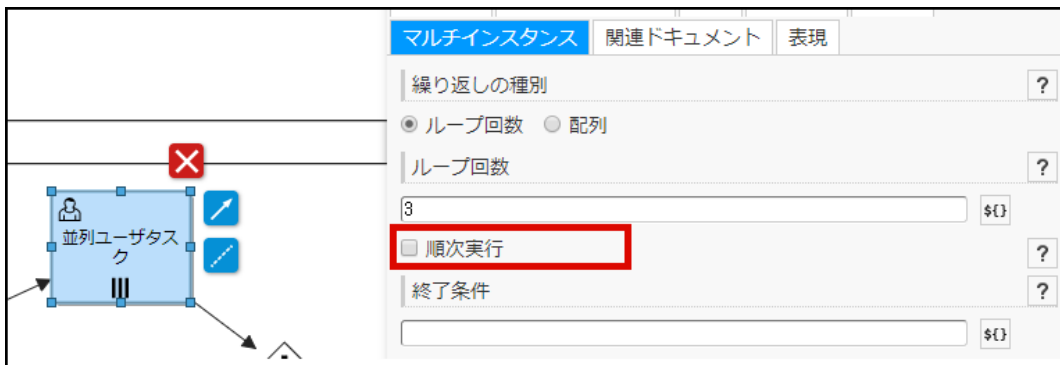 マルチインスタンス 関連ドキュメント 表現
繰り返しの種別 ?
ループ回数 配列
ループ回数 ?
3 ${}
順次実行 ?
終了条件 ?
${}
並列ユーザタス
ク